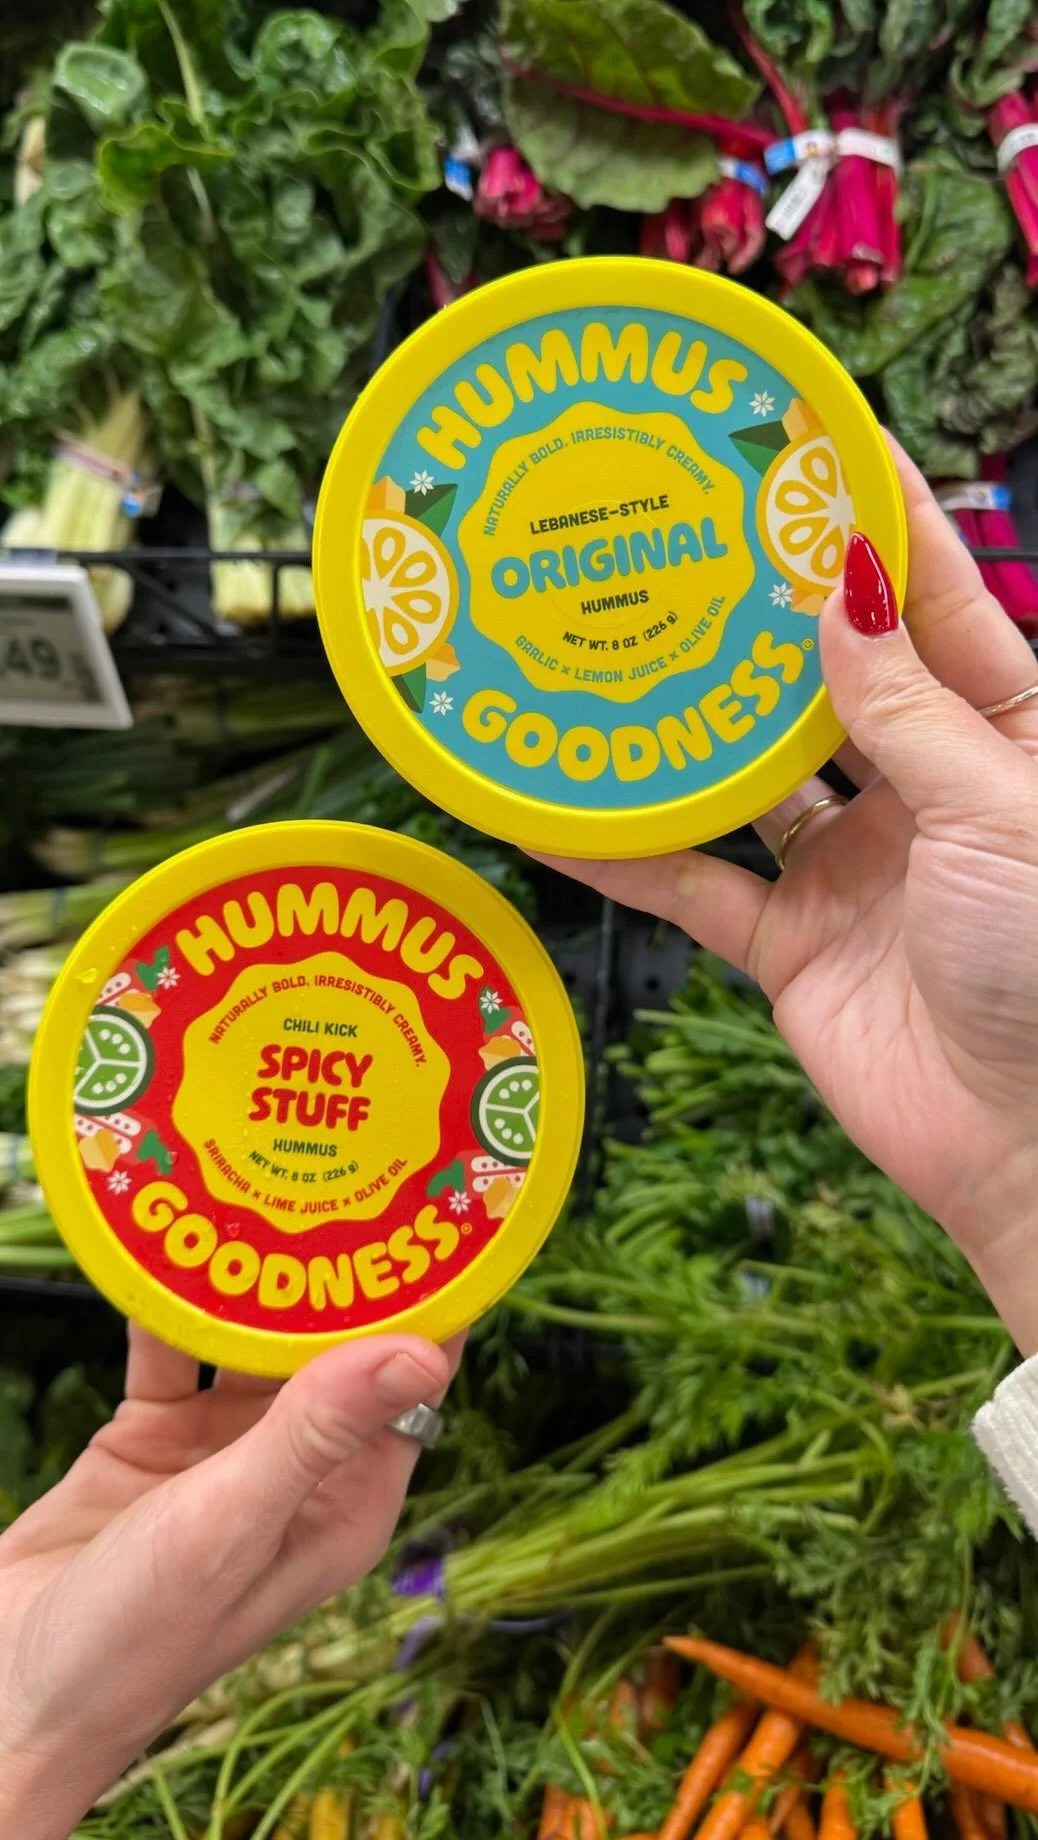 HUMMUS
NATURALLY BOLD. IRRESISTIBLY CREAMY.
LEBANESE-STYLE
ORIGINAL
HUMMUS
NET WT. 8 OZ (226 g)
GARLIC × LEMON JUICE × OLIVE OIL
GOODNESS®
.49
HUMMUS
NATURALLY BOLD. IRRESISTIBLY CREAMY.
CHILI KICK
SPICY
STUFF
HUMMUS
NET WT. 8 OZ (226 g)
SRIRACHA × LIME JUICE × OLIVE OIL
GOODNESS®